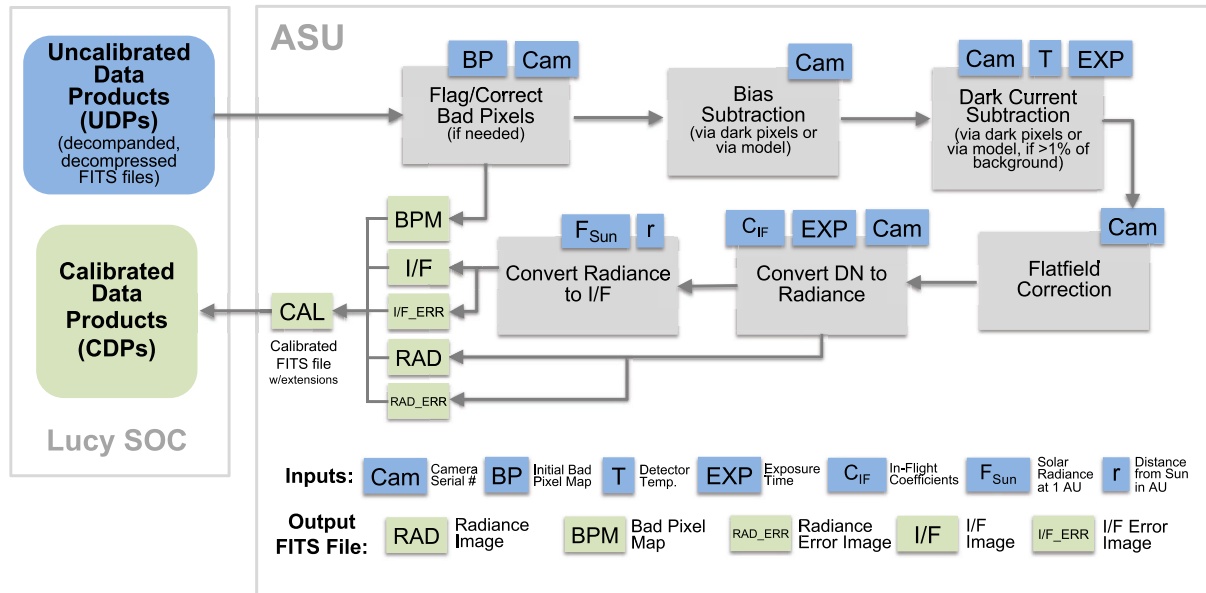 Uncalibrated
Data
Products
(UDPs)
(decompanded,
decompressed
FITS files)
Calibrated
Data
Products
(CDPs)
Lucy SOC
ASU
BP
Cam
Flag/Correct
Bad Pixels
(if needed)
Cam
Bias
Subtraction
(via dark pixels or
via model)
Cam
T
EXP
Dark Current
Subtraction
(via dark pixels or
via model, if >1% of
background)
Cam
Flatfield
Correction
C_IF
EXP
Cam
Convert DN to
Radiance
F_Sun
r
Convert Radiance
to I/F
BPM
I/F
I/F_ERR
RAD
RAD_ERR
CAL
Calibrated
FITS file
w/extensions
Inputs:
Cam
Camera
Serial #
BP
Initial Bad
Pixel Map
T
Detector
Temp.
EXP
Exposure
Time
C_IF
In-Flight
Coefficients
F_Sun
Solar
Radiance
at 1 AU
r
Distance
from Sun
in AU
Output
FITS File:
RAD
Radiance
Image
BPM
Bad Pixel
Map
RAD_ERR
Radiance
Error Image
I/F
I/F
Image
I/F_ERR
I/F Error
Image